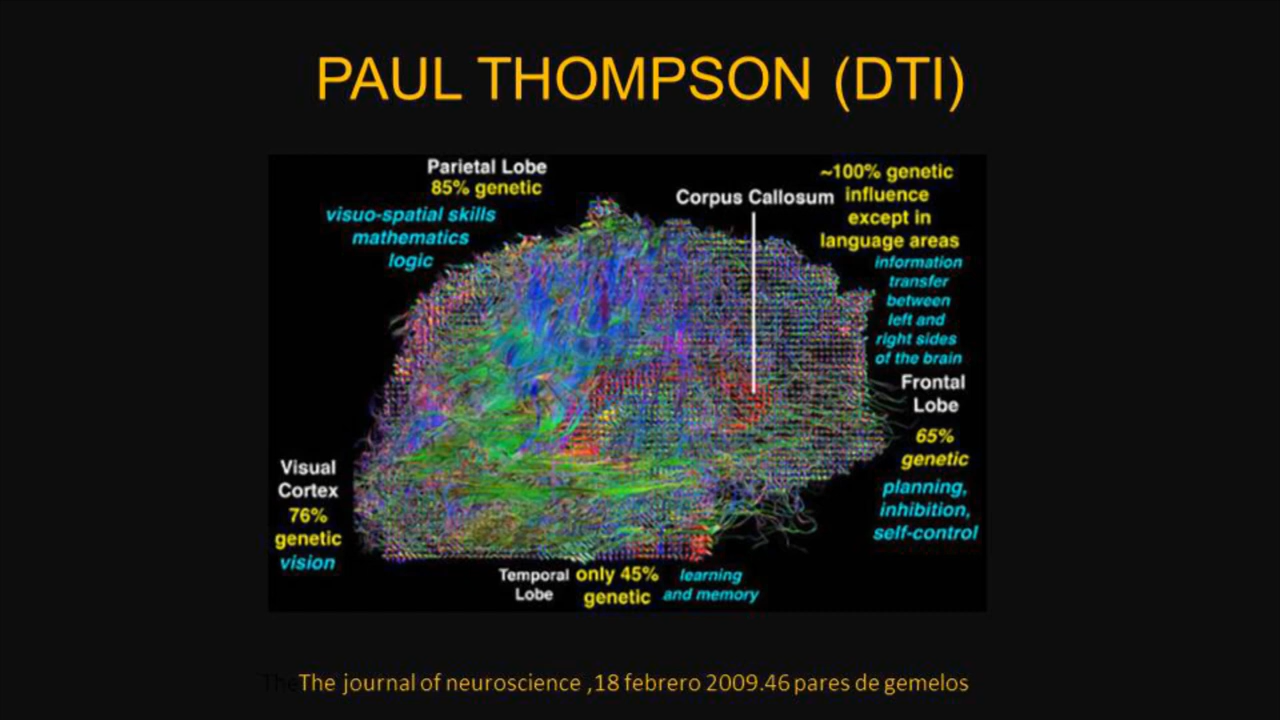 PAUL THOMPSON (DTI)
Parietal Lobe
85% genetic
visuo-spatial skills
mathematics
logic
Corpus Callosum
~100% genetic
influence
except in
language areas
information
transfer
between
left and
right sides
of the brain
Frontal
Lobe
65%
genetic
planning,
inhibition,
self-control
Visual
Cortex
76%
genetic
vision
Temporal
Lobe
only 45%
genetic
learning
and memory
The The journal of neuroscience ,18 febrero 2009.46 pares de gemelos